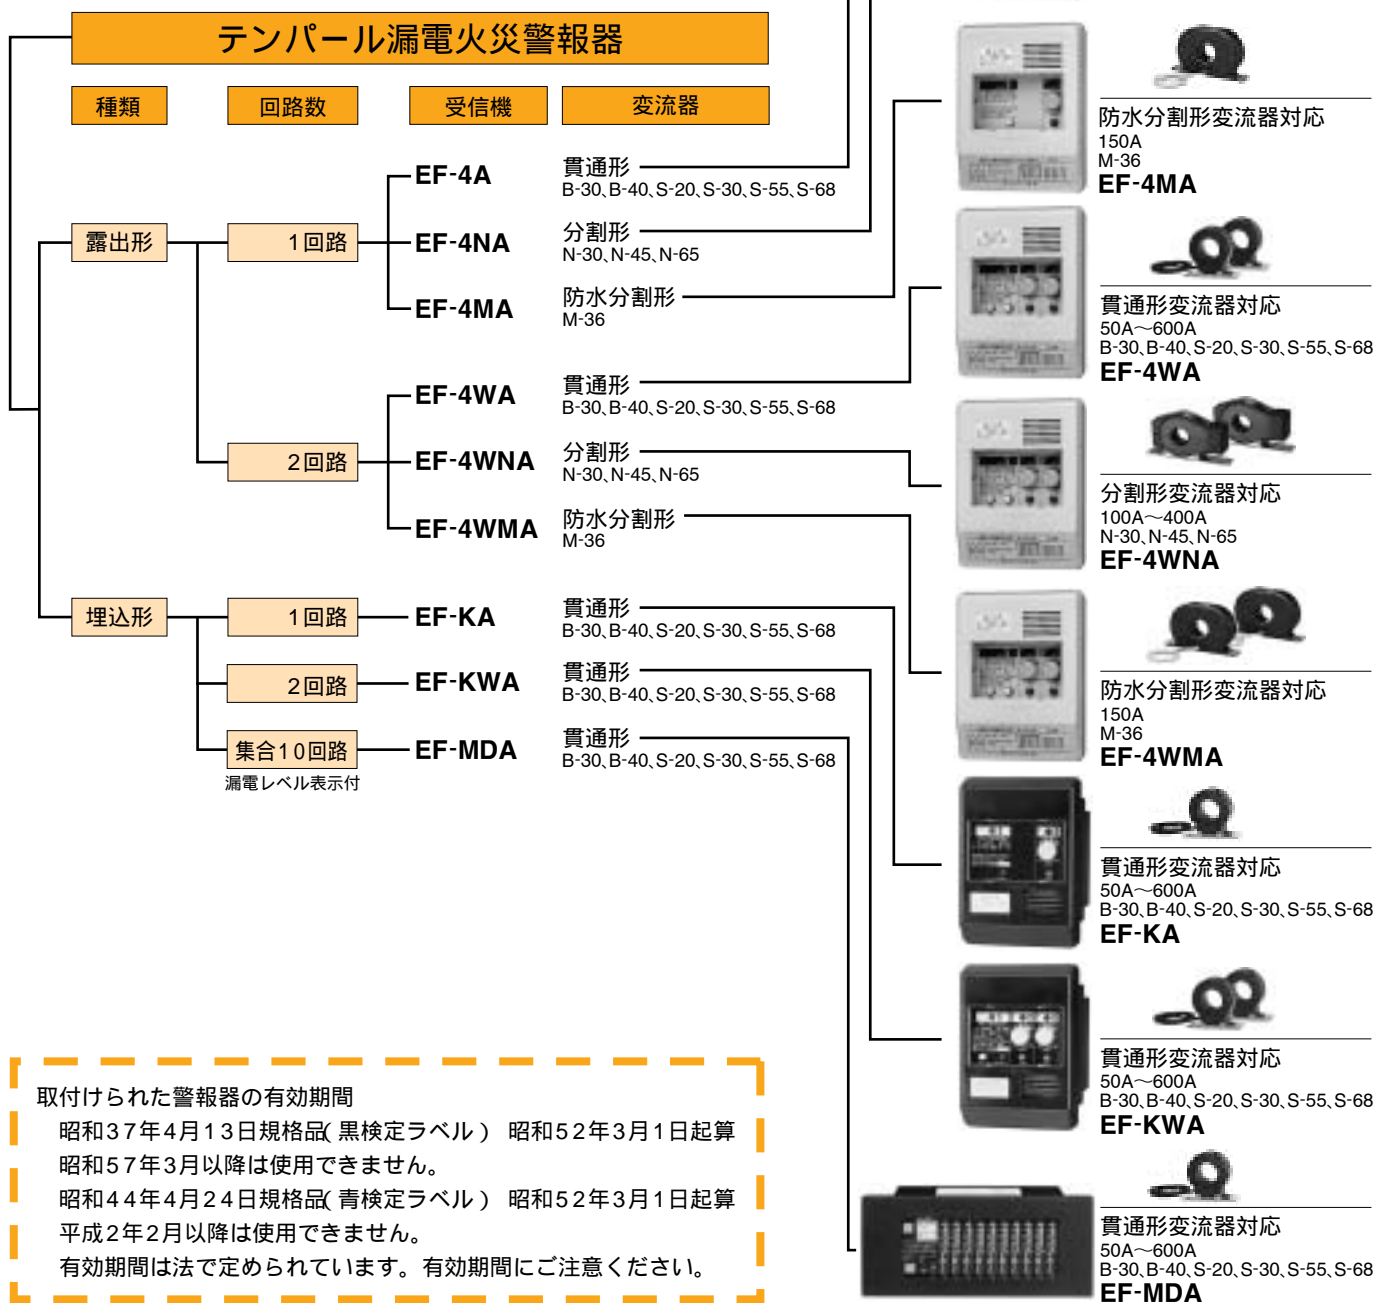 テンパール漏電火災警報器
種類 回路数 受信機 変流器
露出形
1回路
EF-4A 貫通形
B-30、B-40、S-20、S-30、S-55、S-68
EF-4NA 分割形
N-30、N-45、N-65
EF-4MA 防水分割形
M-36
2回路
EF-4WA 貫通形
B-30、B-40、S-20、S-30、S-55、S-68
EF-4WNA 分割形
N-30、N-45、N-65
EF-4WMA 防水分割形
M-36
埋込形
1回路 EF-KA 貫通形
B-30、B-40、S-20、S-30、S-55、S-68
2回路 EF-KWA 貫通形
B-30、B-40、S-20、S-30、S-55、S-68
集合10回路 EF-MDA 貫通形
B-30、B-40、S-20、S-30、S-55、S-68
漏電レベル表示付
防水分割形変流器対応
150A
M-36
EF-4MA
貫通形変流器対応
50A〜600A
B-30、B-40、S-20、S-30、S-55、S-68
EF-4WA
分割形変流器対応
100A〜400A
N-30、N-45、N-65
EF-4WNA
防水分割形変流器対応
150A
M-36
EF-4WMA
貫通形変流器対応
50A〜600A
B-30、B-40、S-20、S-30、S-55、S-68
EF-KA
貫通形変流器対応
50A〜600A
B-30、B-40、S-20、S-30、S-55、S-68
EF-KWA
貫通形変流器対応
50A〜600A
B-30、B-40、S-20、S-30、S-55、S-68
EF-MDA
取付けられた警報器の有効期間
昭和37年4月13日規格品(黒検定ラベル) 昭和52年3月1日起算
昭和57年3月以降は使用できません。
昭和44年4月24日規格品(青検定ラベル) 昭和52年3月1日起算
平成2年2月以降は使用できません。
有効期間は法で定められています。有効期間にご注意ください。